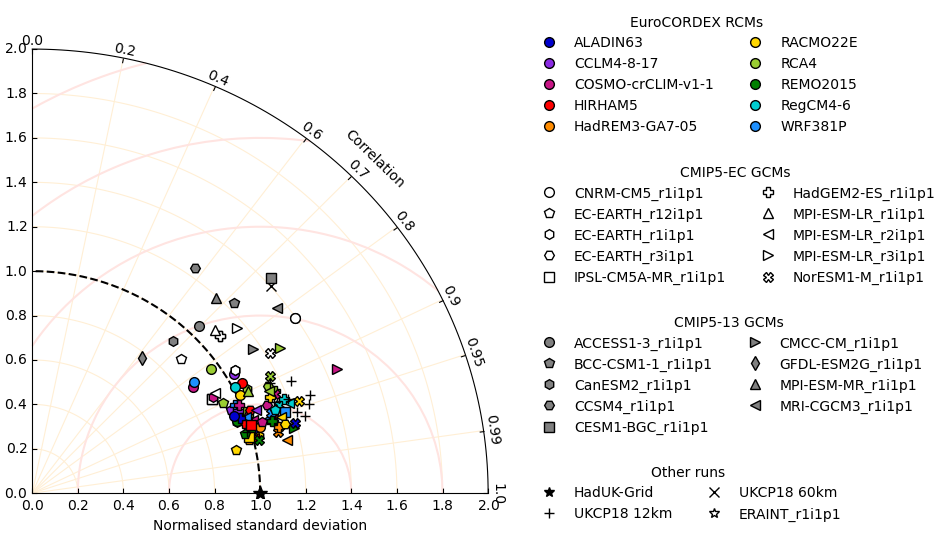 EuroCORDEX RCMs
ALADIN63 RACMO22E
CCLM4-8-17 RCA4
COSMO-crCLIM-v1-1 REMO2015
HIRHAM5 RegCM4-6
HadREM3-GA7-05 WRF381P
CMIP5-EC GCMs
CNRM-CM5_r1i1p1 HadGEM2-ES_r1i1p1
EC-EARTH_r12i1p1 MPI-ESM-LR_r1i1p1
EC-EARTH_r1i1p1 MPI-ESM-LR_r2i1p1
EC-EARTH_r3i1p1 MPI-ESM-LR_r3i1p1
IPSL-CM5A-MR_r1i1p1 NorESM1-M_r1i1p1
CMIP5-13 GCMs
ACCESS1-3_r1i1p1 CMCC-CM_r1i1p1
BCC-CSM1-1_r1i1p1 GFDL-ESM2G_r1i1p1
CanESM2_r1i1p1 MPI-ESM-MR_r1i1p1
CCSM4_r1i1p1 MRI-CGCM3_r1i1p1
CESM1-BGC_r1i1p1
Other runs
HadUK-Grid UKCP18 60km
UKCP18 12km ERAINT_r1i1p1
0.0 0.2 0.4 0.6 0.7 0.8 0.9 0.95 0.99 1.0
Correlation
2.0
1.8
1.6
1.4
1.2
1.0
0.8
0.6
0.4
0.2
0.0
0.0 0.2 0.4 0.6 0.8 1.0 1.2 1.4 1.6 1.8 2.0
Normalised standard deviation